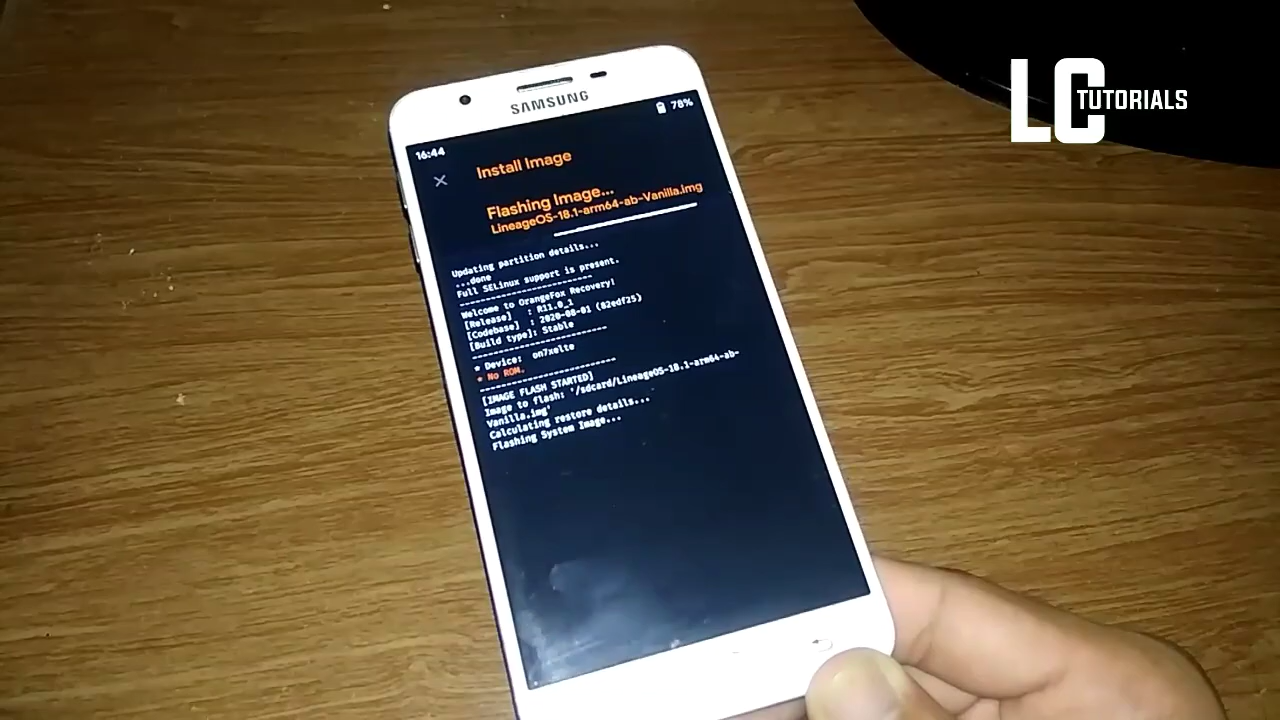 LC TUTORIALS
SAMSUNG
16:44
78%
Install Image
Flashing Image...
LineageOS-18.1-arm64-ab-Vanilla.img
Updating partition details...
...done
Full SELinux support is present.
Welcome to OrangeFox Recovery!
[Release] : R11.0_1
[Codebase] : 2020-08-01 (82edf25)
[Build type]: Stable
* Device: on7xelte
* No ROM.
[IMAGE FLASH STARTED]
Image to flash: '/sdcard/LineageOS-18.1-arm64-ab-
Vanilla.img'
Calculating restore details...
Flashing System Image...